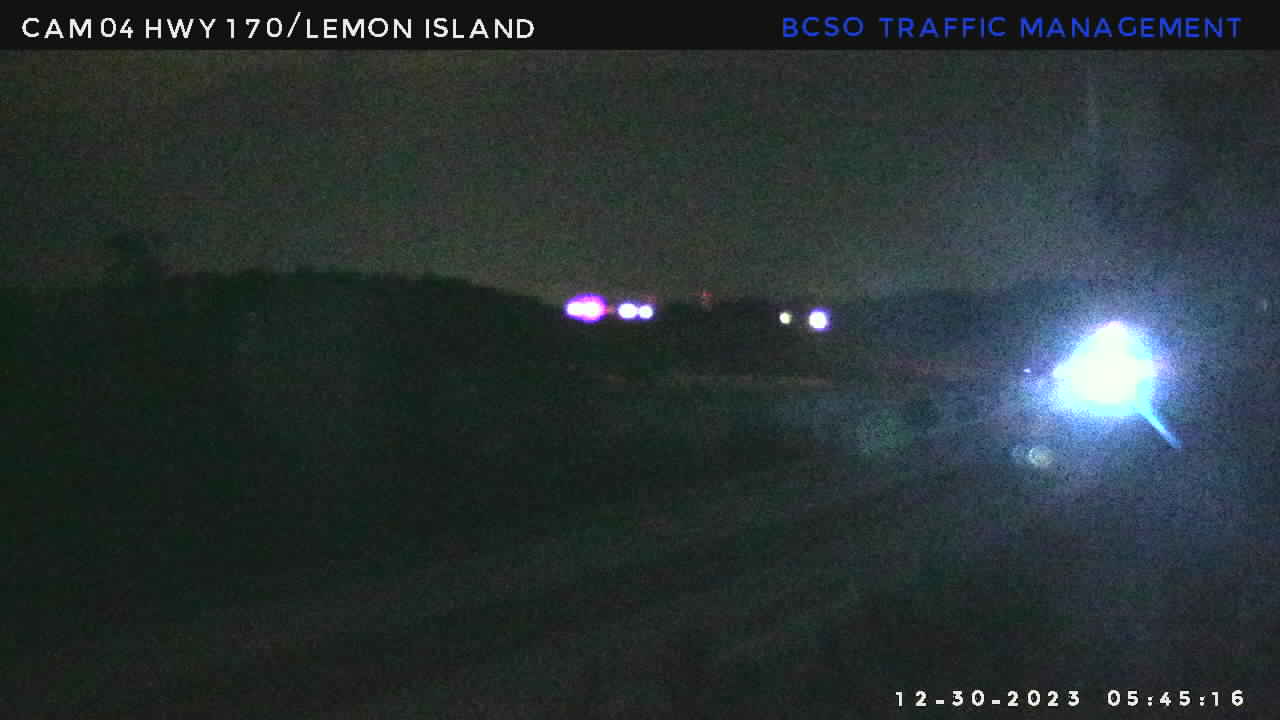 CAM04 HWY 170/LEMON ISLAND
BCSO TRAFFIC MANAGEMENT
12-30-2023 05:45:16